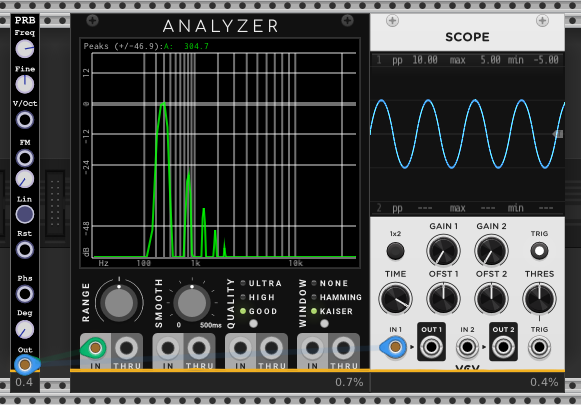 PRB
Freq
Fine
V/Oct
FM
Lin
Rst
Phs
Deg
Out
0.4
ANALYZER
Peaks (+/-46.9):A: 304.7
12
0
-12
-24
-48
dB
Hz 100 1k 10k
RANGE
SMOOTH
0 500ms
QUALITY
ULTRA
HIGH
GOOD
WINDOW
NONE
HAMMING
KAISER
IN THRU IN THRU IN THRU IN THRU
0.7%
SCOPE
1 pp 10.00 max 5.00 min -5.00
2 pp --- max --- min ---
1x2 GAIN 1 GAIN 2 TRIG
TIME OFST 1 OFST 2 THRES
IN 1 OUT 1 IN 2 OUT 2 TRIG
VCV
0.4%